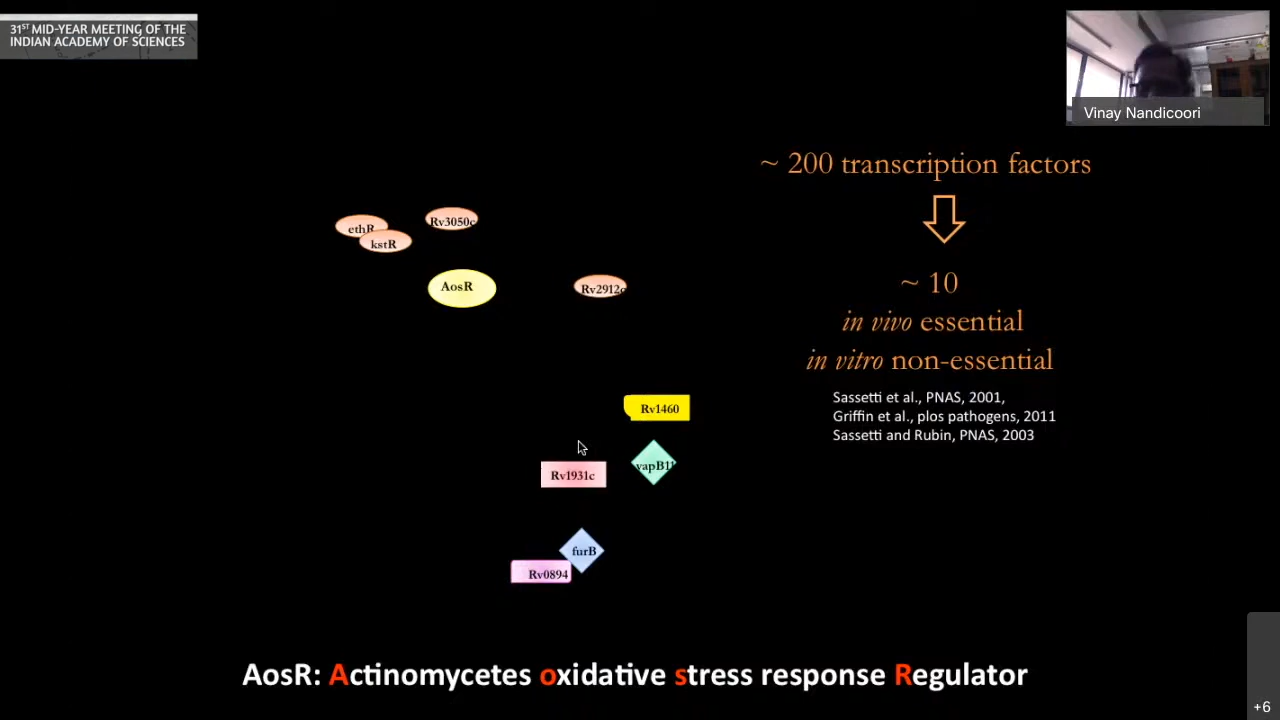 31ST MID-YEAR MEETING OF THE
INDIAN ACADEMY OF SCIENCES
Vinay Nandicoori
~ 200 transcription factors
ethR
kstR
Rv3050c
AosR
Rv2912c
~ 10
in vivo essential
in vitro non-essential
Sassetti et al., PNAS, 2001,
Griffin et al., plos pathogens, 2011
Sassetti and Rubin, PNAS, 2003
Rv1460
Rv1931c
furB
Rv0894
AosR: Actinomycetes oxidative stress response Regulator
+6